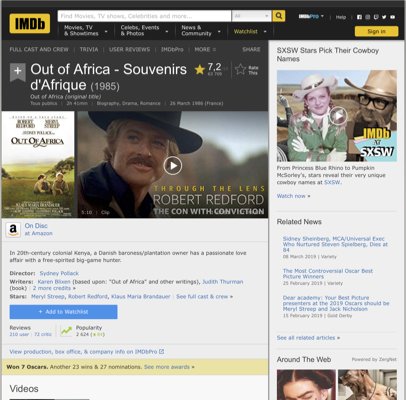 IMDb
Find Movies, TV shows, Celebrities and more...
All
IMDbPro
Help
Movies, TV & Showtimes
Celebs, Events & Photos
News & Community
Watchlist
Sign in
FULL CAST AND CREW | TRIVIA | USER REVIEWS | IMDbPro | MORE
SHARE
Out of Africa - Souvenirs
d'Afrique (1985)
Out of Africa (original title)
Tous publics | 2h 41min | Biography, Drama, Romance | 26 March 1986 (France)
7,2
Rate This
ROBERT REDFORD
MERYL STREEP
OUT OF AFRICA
THROUGH THE LENS
ROBERT REDFORD
THE CON WITH CONVICTION
5:10 | Clip
On Disc
at Amazon
In 20th-century colonial Kenya, a Danish baroness/plantation owner has a passionate love
affair with a free-spirited big-game hunter.
Director: Sydney Pollack
Writers: Karen Blixen (based upon: "Out of Africa" and other writings), Judith Thurman
(book) | 2 more credits »
Stars: Meryl Streep, Robert Redford, Klaus Maria Brandauer | See full cast & crew »
+ Add to Watchlist
Reviews
210 user | 72 critic
Popularity
2 624
View production, box office, & company info on IMDbPro
Won 7 Oscars. Another 23 wins & 27 nominations. See more awards »
Videos
SXSW Stars Pick Their Cowboy
Names
IMDb
AT
SXSW
From Princess Blue Rhino to Pumpkin
McSorley's, stars reveal their very unique
cowboy names at SXSW.
Watch now »
Related News
Sidney Sheinberg, MCA/Universal Exec
Who Nurtured Steven Spielberg, Dies at
84
08 March 2019 | Variety
The Most Controversial Oscar Best
Picture Winners
25 February 2019 | Variety
Dear academy: Your Best Picture
presenters at the 2019 Oscars should be
Meryl Streep and Jack Nicholson
15 February 2019 | Gold Derby
See all related articles »
Around The Web
Powered by ZergNet